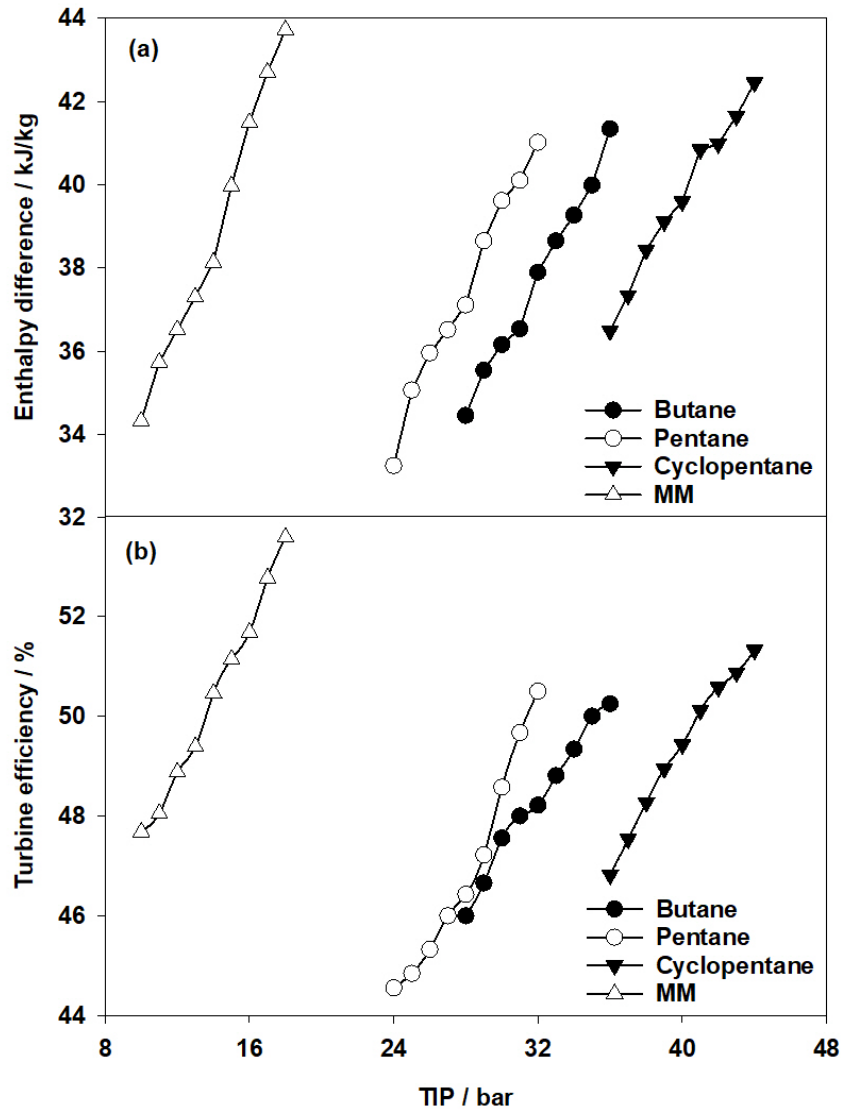 44
(a)
42
40
38
36
34
32
Enthalpy difference / kJ/kg
Butane
Pentane
Cyclopentane
MM
(b)
52
50
48
46
44
Turbine efficiency / %
Butane
Pentane
Cyclopentane
MM
8 16 24 32 40 48
TIP / bar